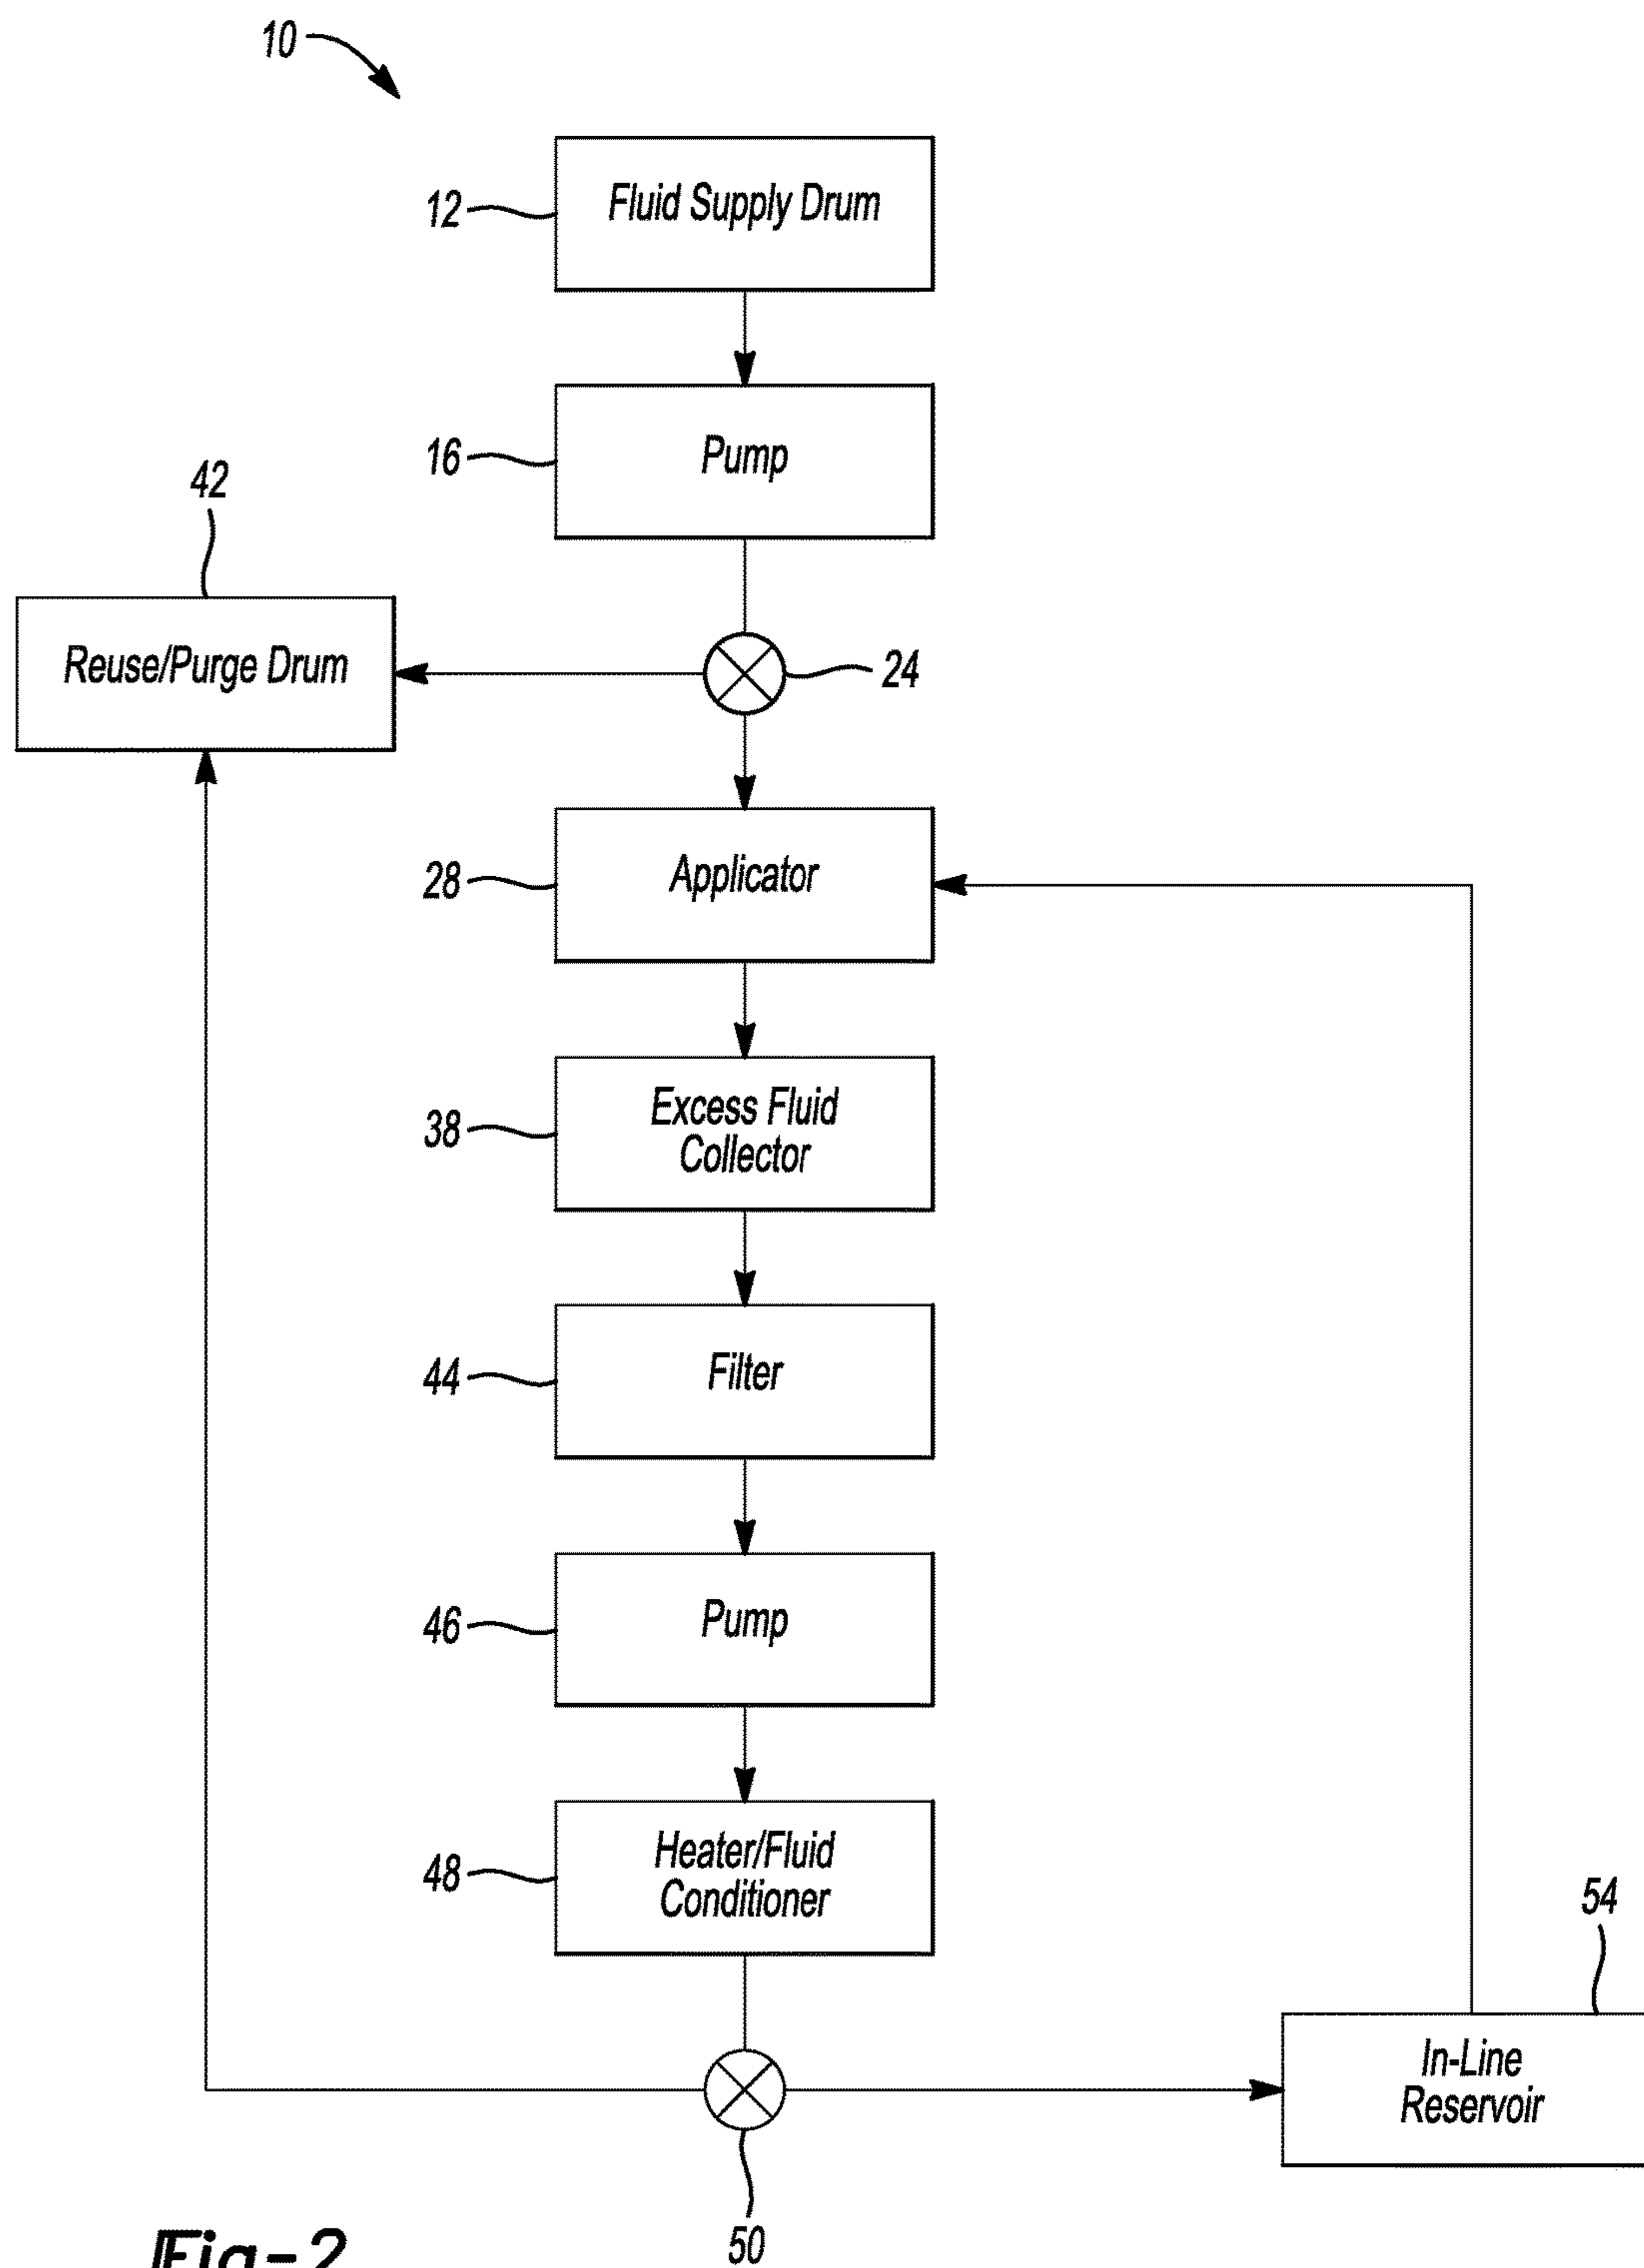 10
12
Fluid Supply Drum
16
Pump
42
Reuse/Purge Drum
24
28
Applicator
38
Excess Fluid
Collector
44
Filter
46
Pump
48
Heater/Fluid
Conditioner
54
In-Line
Reservoir
50
Fig-2